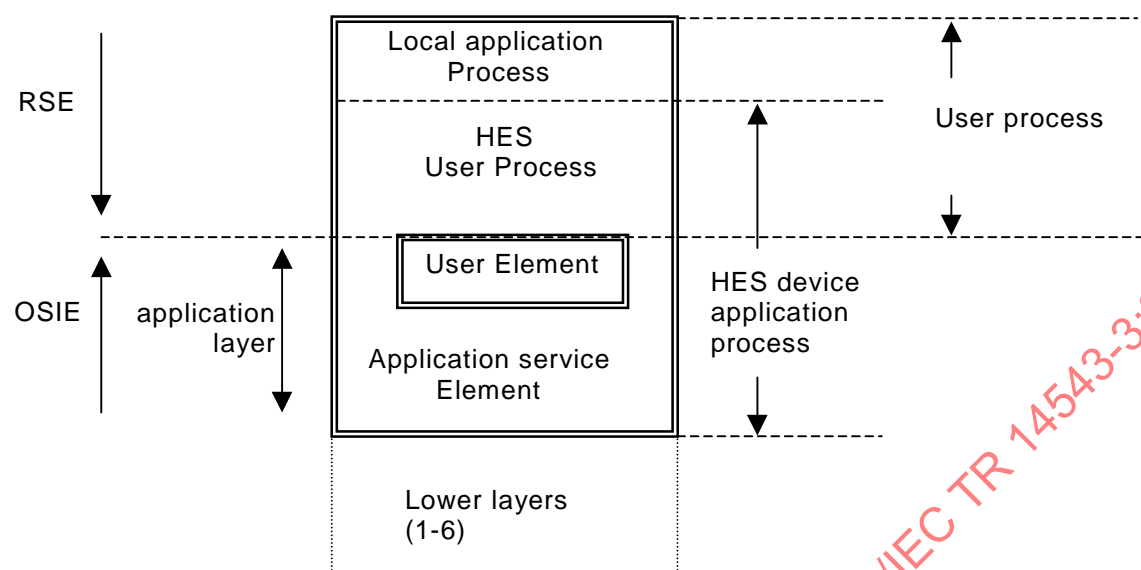 Local application
Process
RSE
HES
User Process
User process
User Element
OSIE
application
layer
HES device
application
process
Application service
Element
Lower layers
(1-6)
/IEC TR 14543-3: